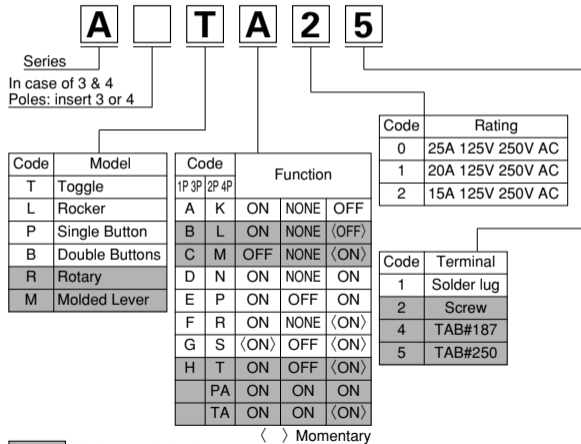 A T A 2 5
Series
In case of 3 & 4
Poles: insert 3 or 4
Code Rating
0 25A 125V 250V AC
1 20A 125V 250V AC
2 15A 125V 250V AC
Code Model
T Toggle
L Rocker
P Single Button
B Double Buttons
R Rotary
M Molded Lever
Code Function
1P 3P 2P 4P
A K ON NONE OFF
B L ON NONE 〈OFF〉
C M OFF NONE 〈ON〉
D N ON NONE ON
E P ON OFF ON
F R ON NONE 〈ON〉
G S 〈ON〉 OFF 〈ON〉
H T ON OFF 〈ON〉
PA ON ON ON
TA ON ON 〈ON〉
〈 〉 Momentary
Code Terminal
1 Solder lug
2 Screw
4 TAB#187
5 TAB#250